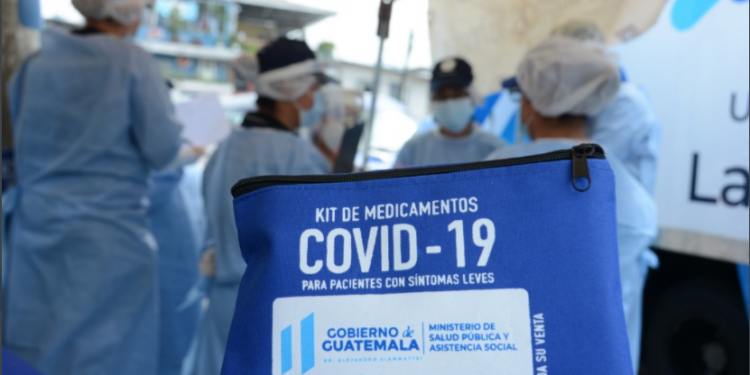 KIT DE MEDICAMENTOS
COVID-19
PARA PACIENTES CON SÍNTOMAS LEVES
GOBIERNO de
GUATEMALA
DR. ALEJANDRO GIAMMATTEI
MINISTERIO DE
SALUD PÚBLICA Y
ASISTENCIA SOCIAL
DA SU VENTA
U
La